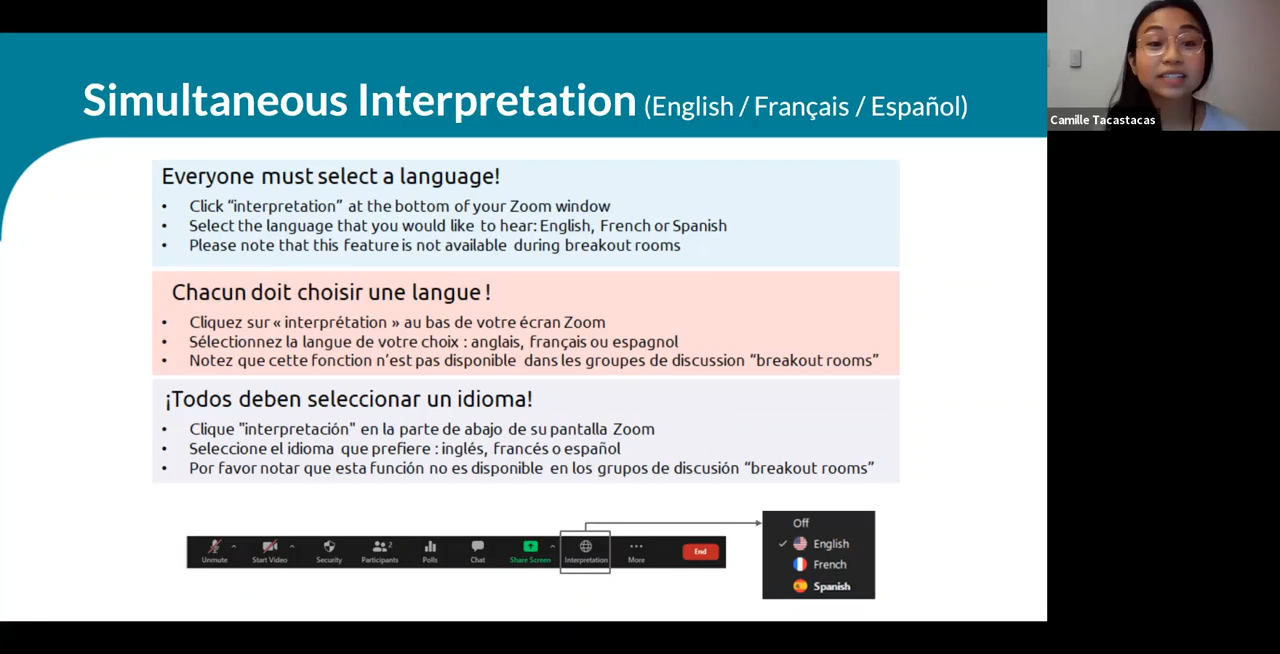 Simultaneous Interpretation (English / Français / Español)
Camille Tacastacas
Everyone must select a language!
• Click “interpretation” at the bottom of your Zoom window
• Select the language that you would like to hear: English, French or Spanish
• Please note that this feature is not available during breakout rooms
Chacun doit choisir une langue !
• Cliquez sur « interprétation » au bas de votre écran Zoom
• Sélectionnez la langue de votre choix : anglais, français ou espagnol
• Notez que cette fonction n’est pas disponible dans les groupes de discussion “breakout rooms”
¡Todos deben seleccionar un idioma!
• Clique "interpretación" en la parte de abajo de su pantalla Zoom
• Seleccione el idioma que prefiere : inglés, francés o español
• Por favor notar que esta función no es disponible en los grupos de discusión “breakout rooms”
Unmute Start Video Security Participants 2 Polls Chat Share Screen Interpretation More End
Off
English
French
Spanish